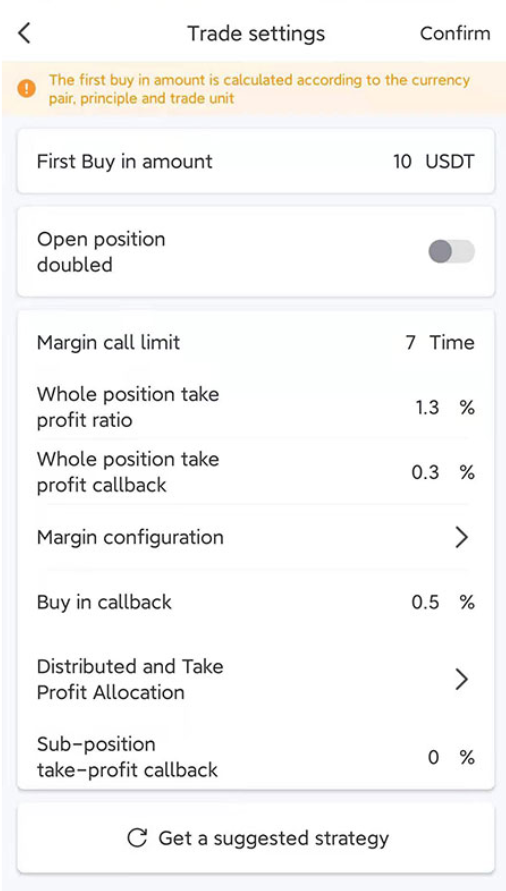 Trade settings Confirm
The first buy in amount is calculated according to the currency
pair, principle and trade unit
First Buy in amount 10 USDT
Open position
doubled
Margin call limit 7 Time
Whole position take
profit ratio 1.3 %
Whole position take
profit callback 0.3 %
Margin configuration
Buy in callback 0.5 %
Distributed and Take
Profit Allocation
Sub-position
take-profit callback 0 %
Get a suggested strategy